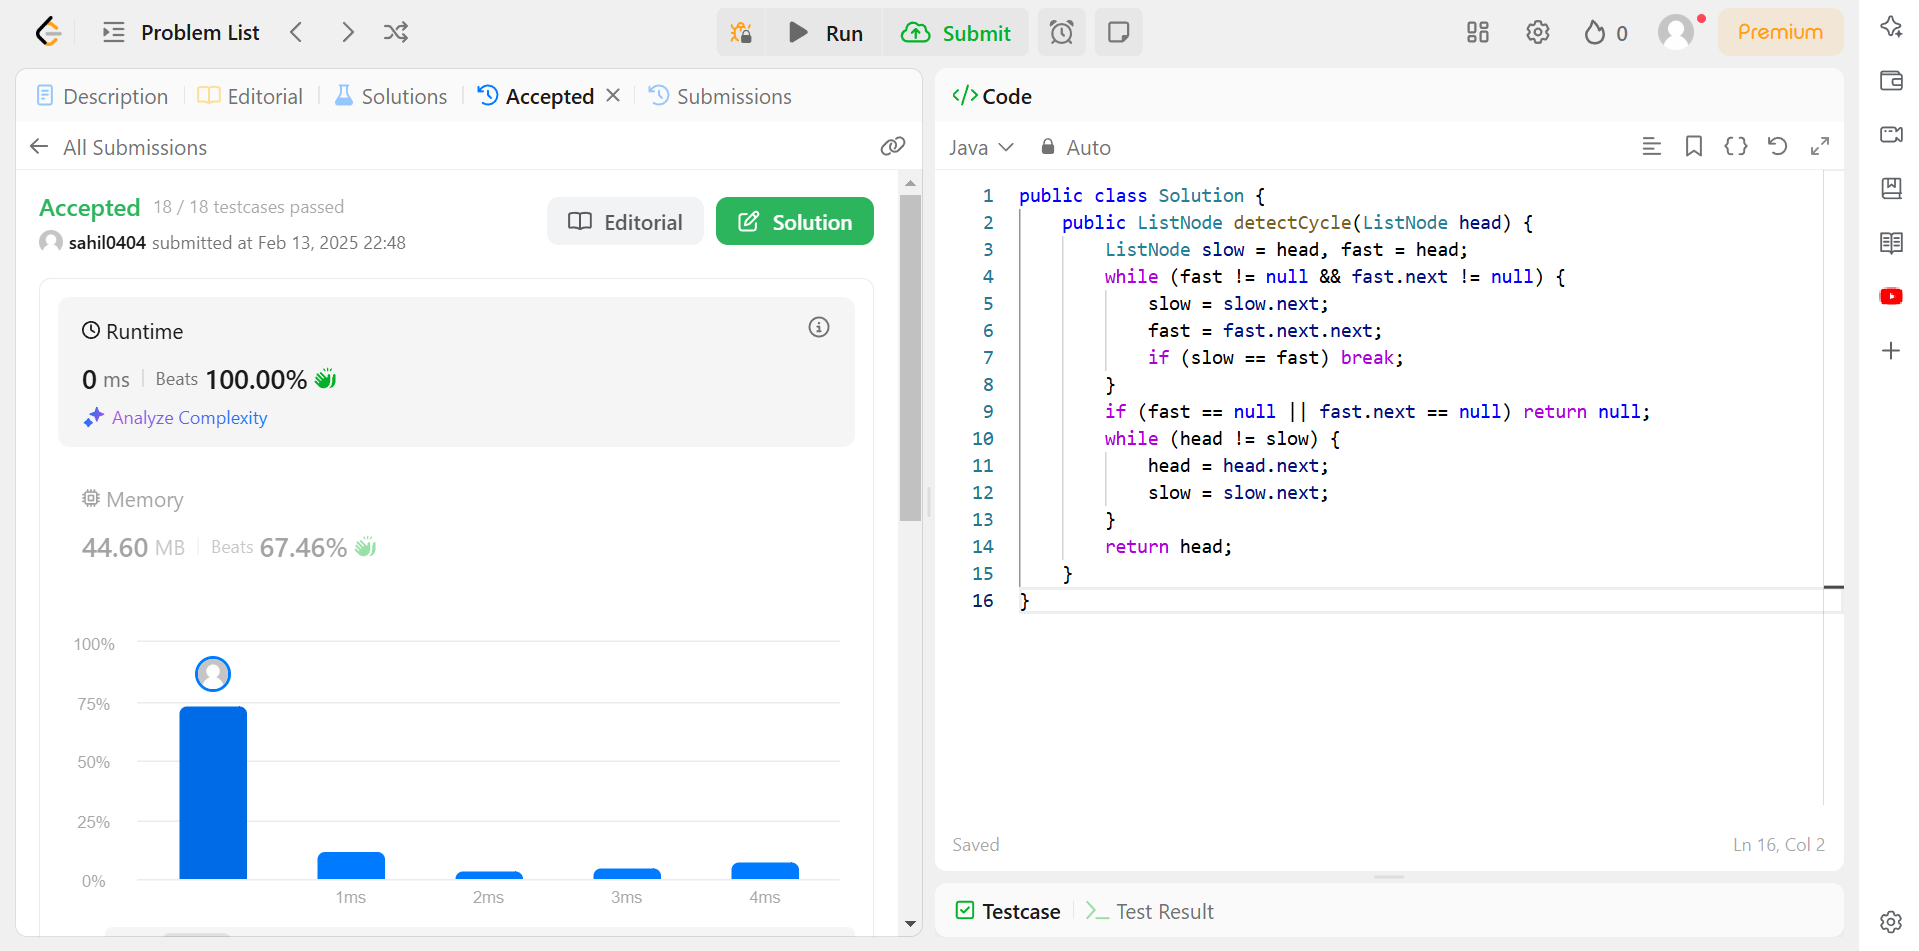 Problem List
Run
Submit
0
Premium
Description
Editorial
Solutions
Accepted
Submissions
All Submissions
Accepted 18 / 18 testcases passed
sahil0404 submitted at Feb 13, 2025 22:48
Editorial
Solution
Runtime
0 ms Beats 100.00%
Analyze Complexity
Memory
44.60 MB Beats 67.46%
100%
75%
50%
25%
0%
1ms
2ms
3ms
4ms
</> Code
Java
Auto
1 public class Solution {
2 public ListNode detectCycle(ListNode head) {
3 ListNode slow = head, fast = head;
4 while (fast != null && fast.next != null) {
5 slow = slow.next;
6 fast = fast.next.next;
7 if (slow == fast) break;
8 }
9 if (fast == null || fast.next == null) return null;
10 while (head != slow) {
11 head = head.next;
12 slow = slow.next;
13 }
14 return head;
15 }
16 }
Saved
Ln 16, Col 2
Testcase
Test Result